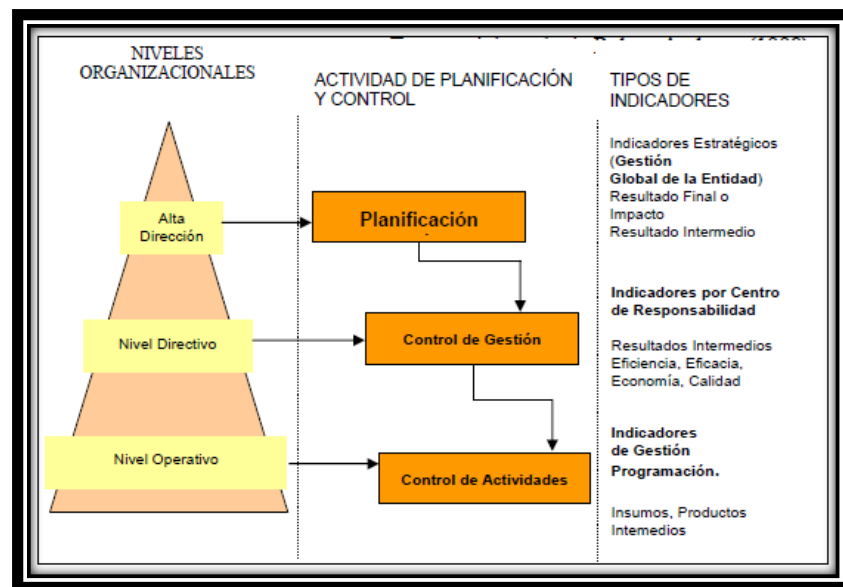 NIVELES
ORGANIZACIONALES
ACTIVIDAD DE PLANIFICACIÓN
Y CONTROL
TIPOS DE
INDICADORES
Alta
Dirección
Planificación
Indicadores Estratégicos
(Gestión
Global de la Entidad)
Resultado Final o
Impacto
Resultado Intermedio
Nivel Directivo
Control de Gestión
Indicadores por Centro
de Responsabilidad
Resultados Intermedios
Eficiencia, Eficacia,
Economía, Calidad
Nivel Operativo
Control de Actividades
Indicadores
de Gestión
Programación.
Insumos, Productos
Intemedios